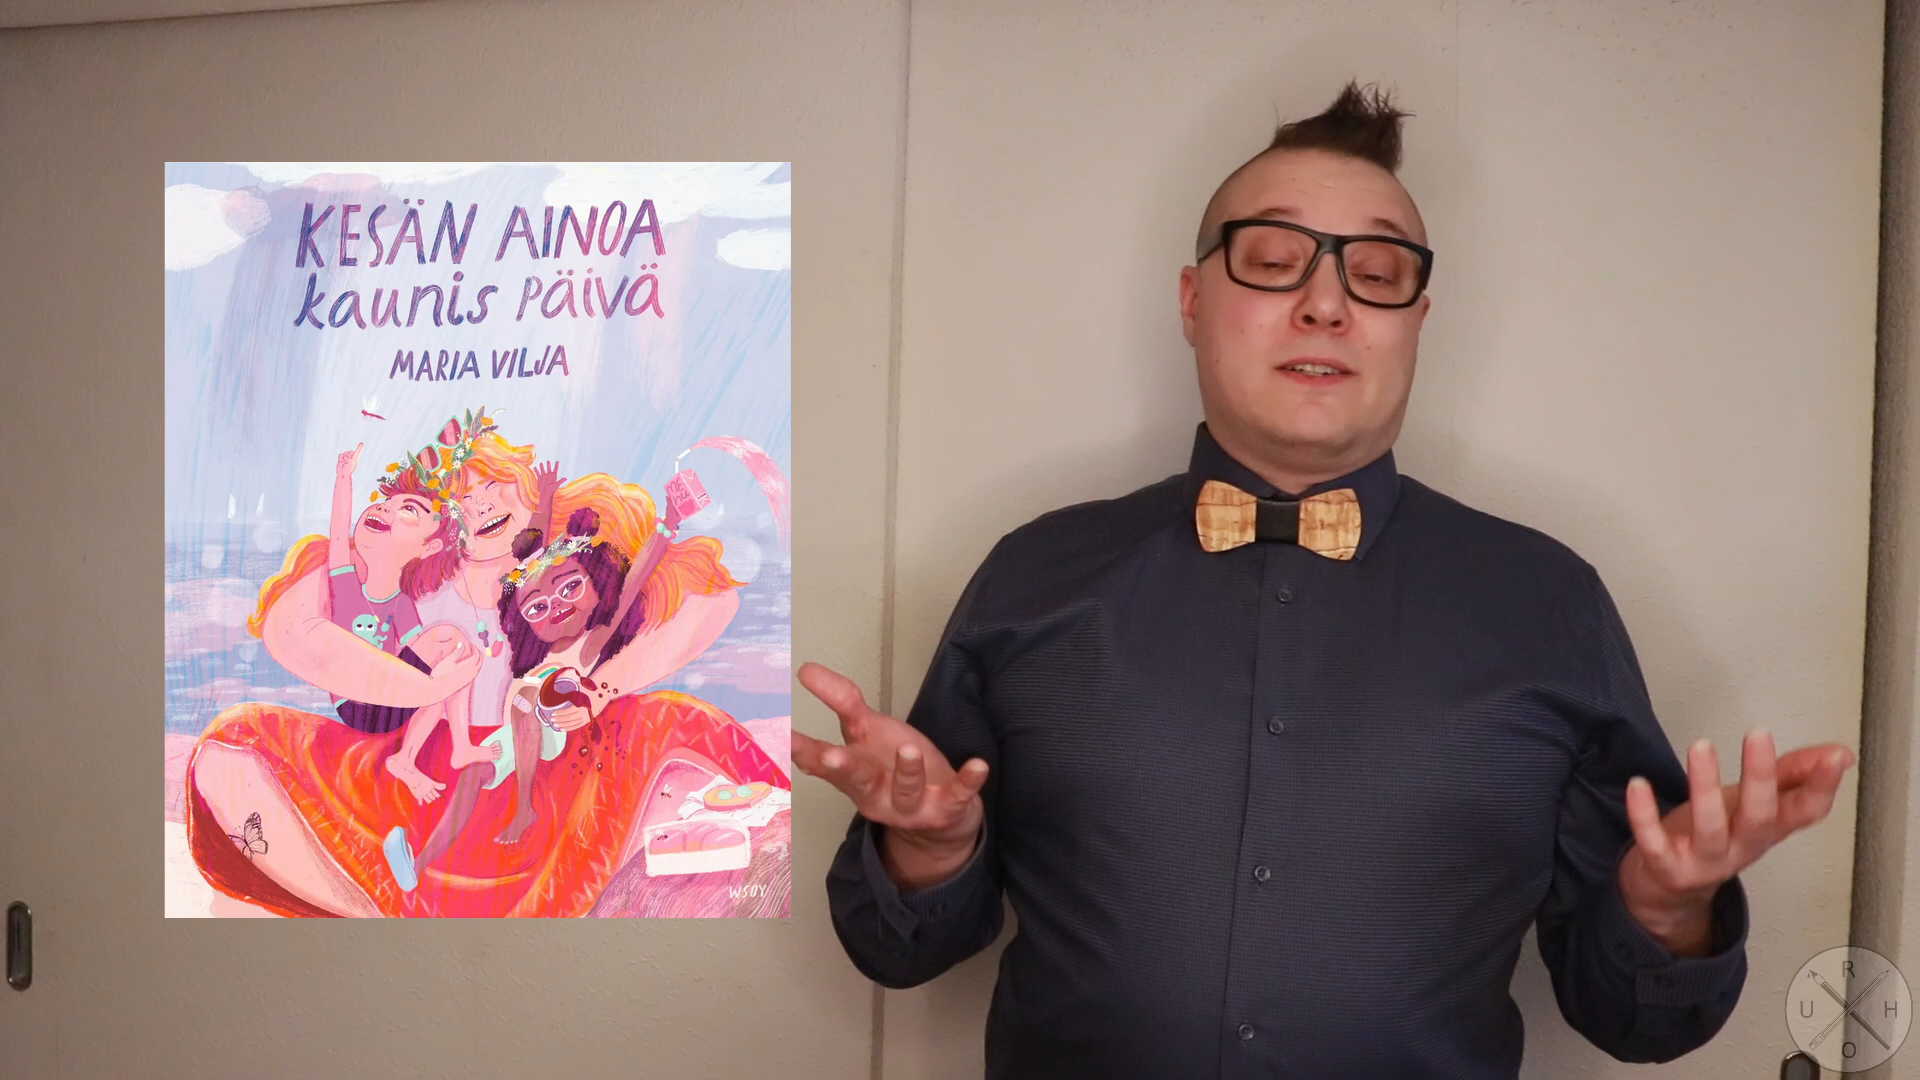 KESÄN AINOA
kaunis päivä
MARIA VILJA
WSOY
U R H O